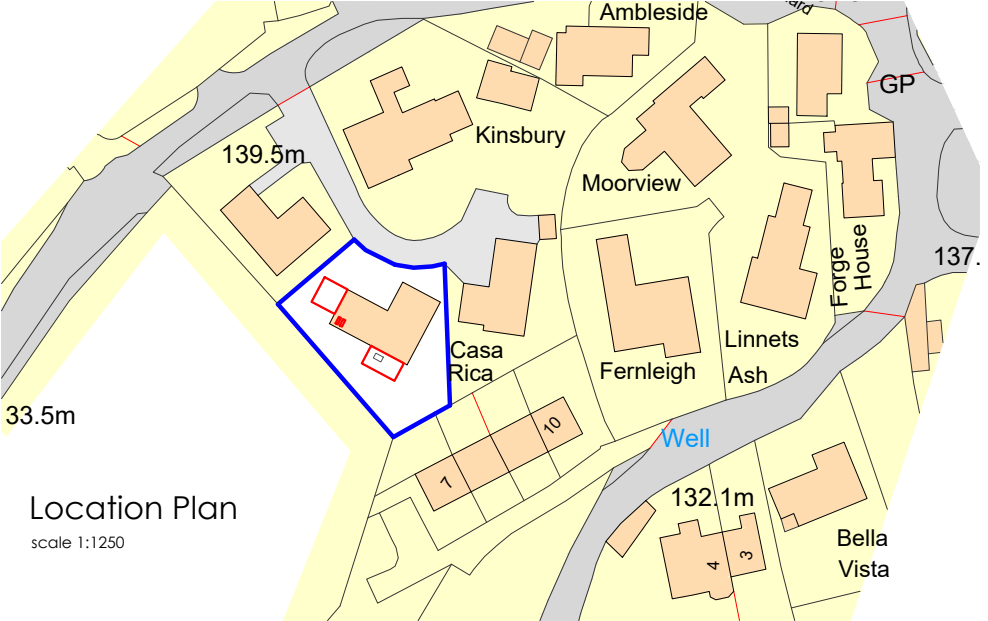 Ambleside
GP
Kinsbury
139.5m
Moorview
Forge
House
137.
Linnets
Ash
Casa
Rica
Fernleigh
33.5m
10
7
Well
132.1m
Location Plan
scale 1:1250
Bella
Vista
4
3